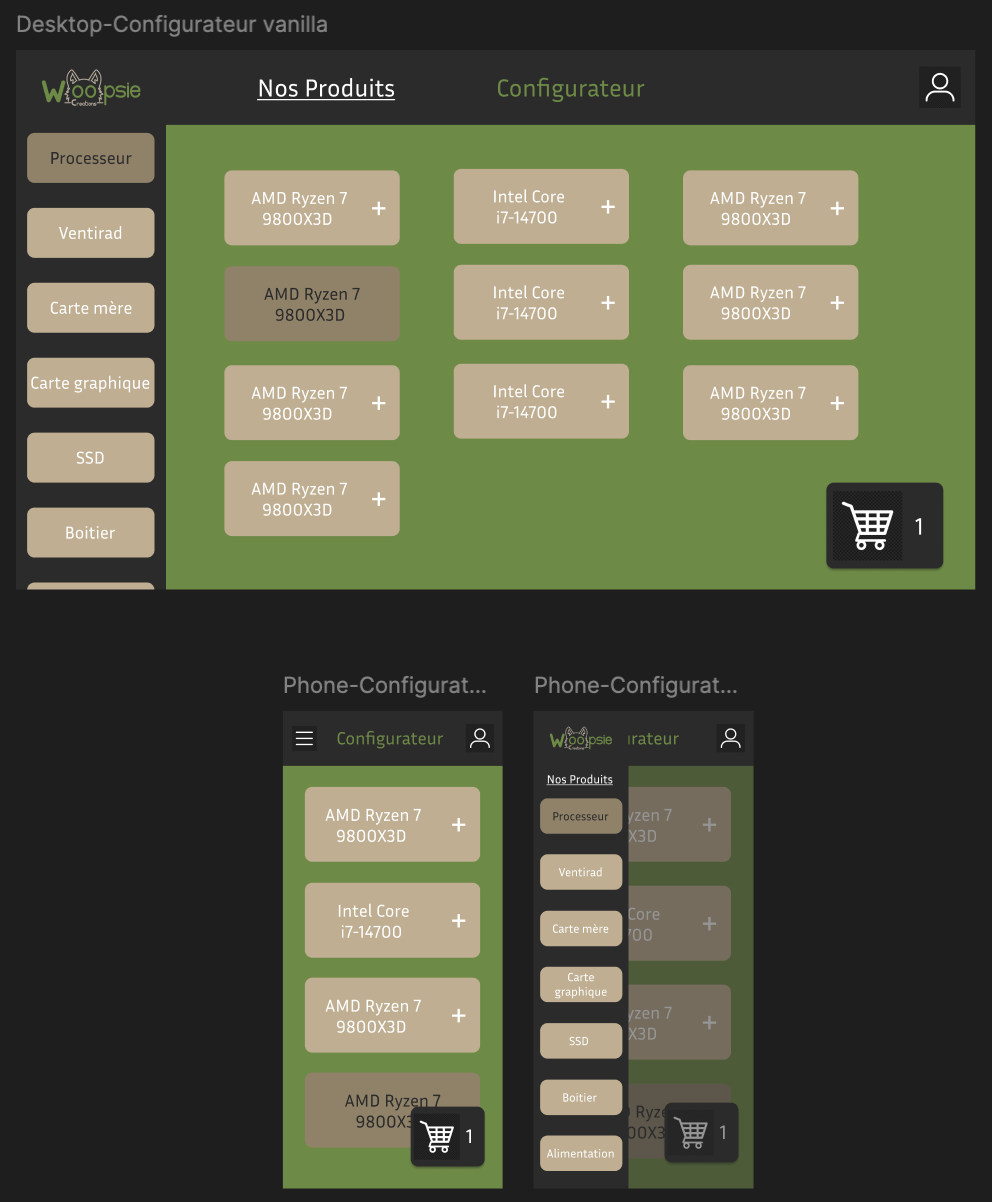 Desktop-Configurateur vanilla
Woopsie
Creations
Nos Produits
Configurateur
Processeur
Ventirad
Carte mère
Carte graphique
SSD
Boitier
AMD Ryzen 7
9800X3D
+
Intel Core
i7-14700
+
AMD Ryzen 7
9800X3D
+
AMD Ryzen 7
9800X3D
Intel Core
i7-14700
+
AMD Ryzen 7
9800X3D
+
AMD Ryzen 7
9800X3D
+
Intel Core
i7-14700
+
AMD Ryzen 7
9800X3D
+
AMD Ryzen 7
9800X3D
+
1
Phone-Configurat...
Configurateur
AMD Ryzen 7
9800X3D
+
Intel Core
i7-14700
+
AMD Ryzen 7
9800X3D
+
AMD Ryzen 7
9800X3
1
Phone-Configurat...
Woopsie
Creations
rateur
Nos Produits
Processeur
Ventirad
Carte mère
Carte
graphique
SSD
Boitier
Alimentation
yzen 7
X3D
+
Core
700
+
yzen 7
X3D
+
Ryze
00X3
1